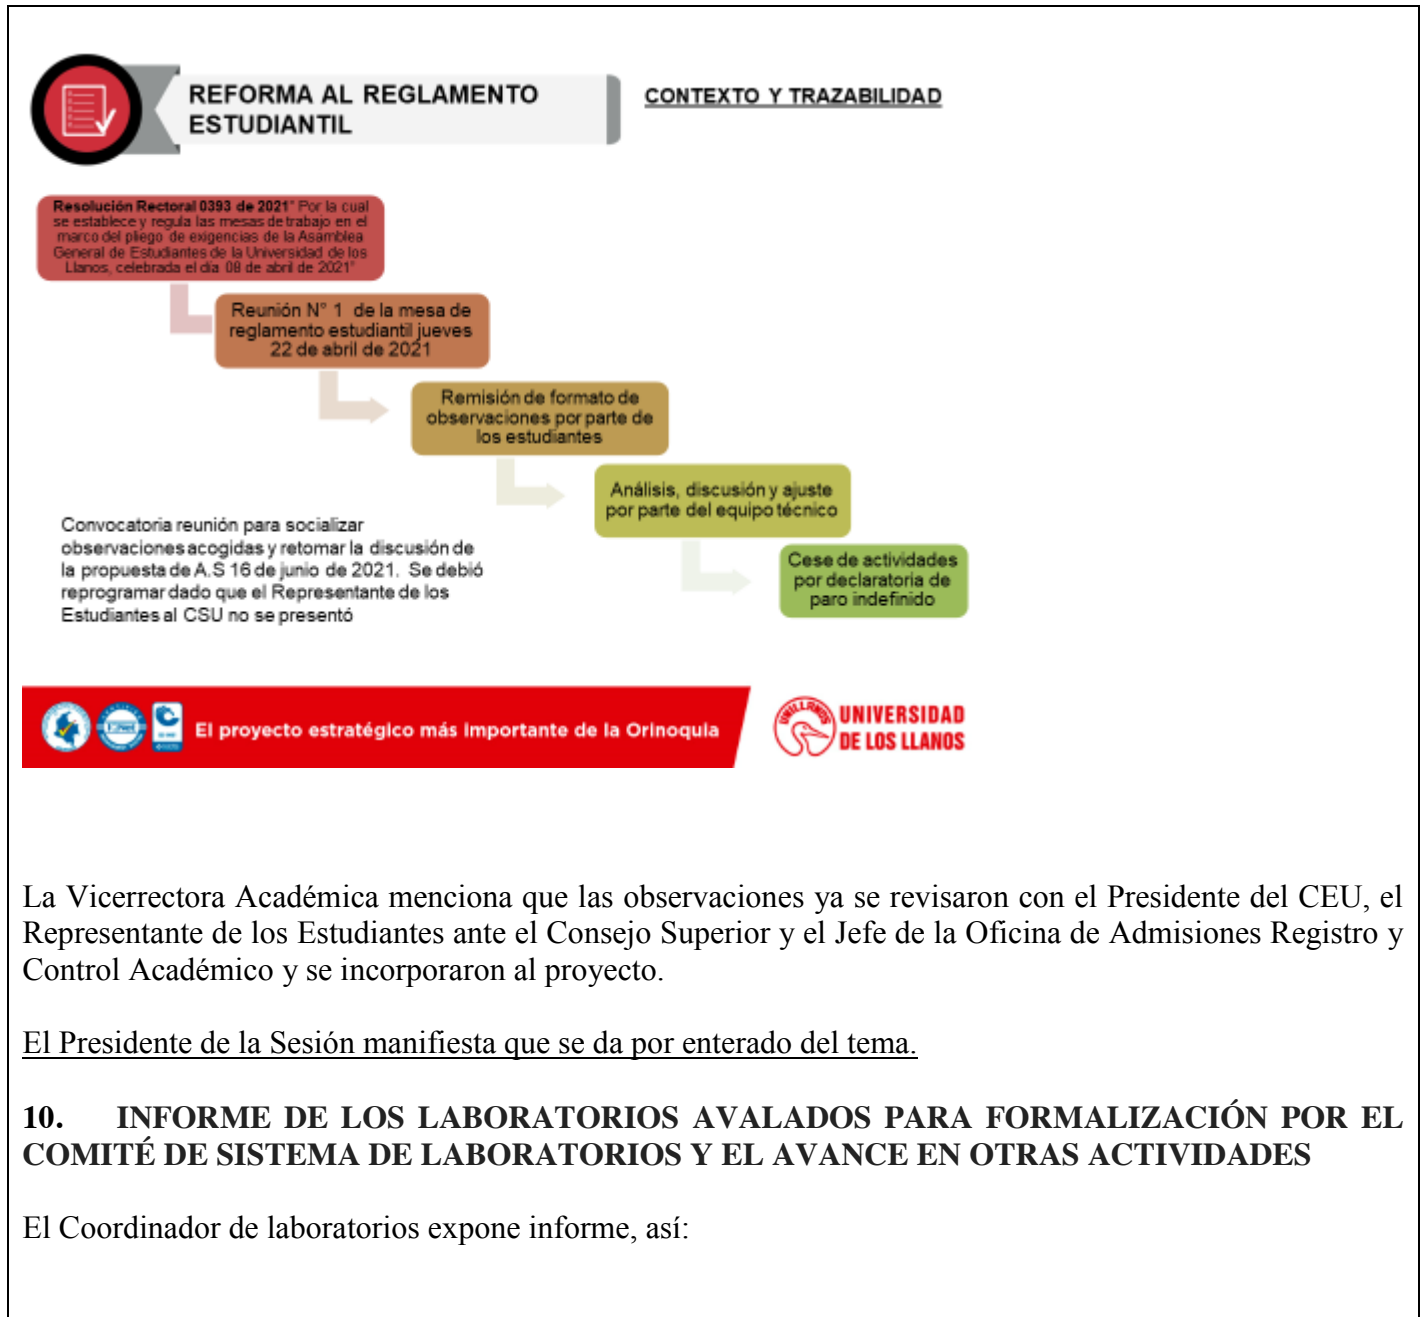 REFORMA AL REGLAMENTO
ESTUDIANTIL
CONTEXTO Y TRAZABILIDAD
Resolución Rectoral 0393 de 2021" Por la cual
se establece y regula las mesas de trabajo en el
marco del pliego de exigencias de la Asamblea
General de Estudiantes de la Universidad de los
Llanos, celebrada el día 08 de abril de 2021"
Reunión N° 1 de la mesa de
reglamento estudiantil jueves
22 de abril de 2021
Remisión de formato de
observaciones por parte de
los estudiantes
Análisis, discusión y ajuste
por parte del equipo técnico
Cese de actividades
por declaratoria de
paro indefinido
Convocatoria reunión para socializar
observaciones acogidas y retomar la discusión de
la propuesta de A.S 16 de junio de 2021. Se debió
reprogramar dado que el Representante de los
Estudiantes al CSU no se presentó
El proyecto estratégico más importante de la Orinoquia
UNILLANOS
UNIVERSIDAD
DE LOS LLANOS
La Vicerrectora Académica menciona que las observaciones ya se revisaron con el Presidente del CEU, el
Representante de los Estudiantes ante el Consejo Superior y el Jefe de la Oficina de Admisiones Registro y
Control Académico y se incorporaron al proyecto.
El Presidente de la Sesión manifiesta que se da por enterado del tema.
10. INFORME DE LOS LABORATORIOS AVALADOS PARA FORMALIZACIÓN POR EL
COMITÉ DE SISTEMA DE LABORATORIOS Y EL AVANCE EN OTRAS ACTIVIDADES
El Coordinador de laboratorios expone informe, así: